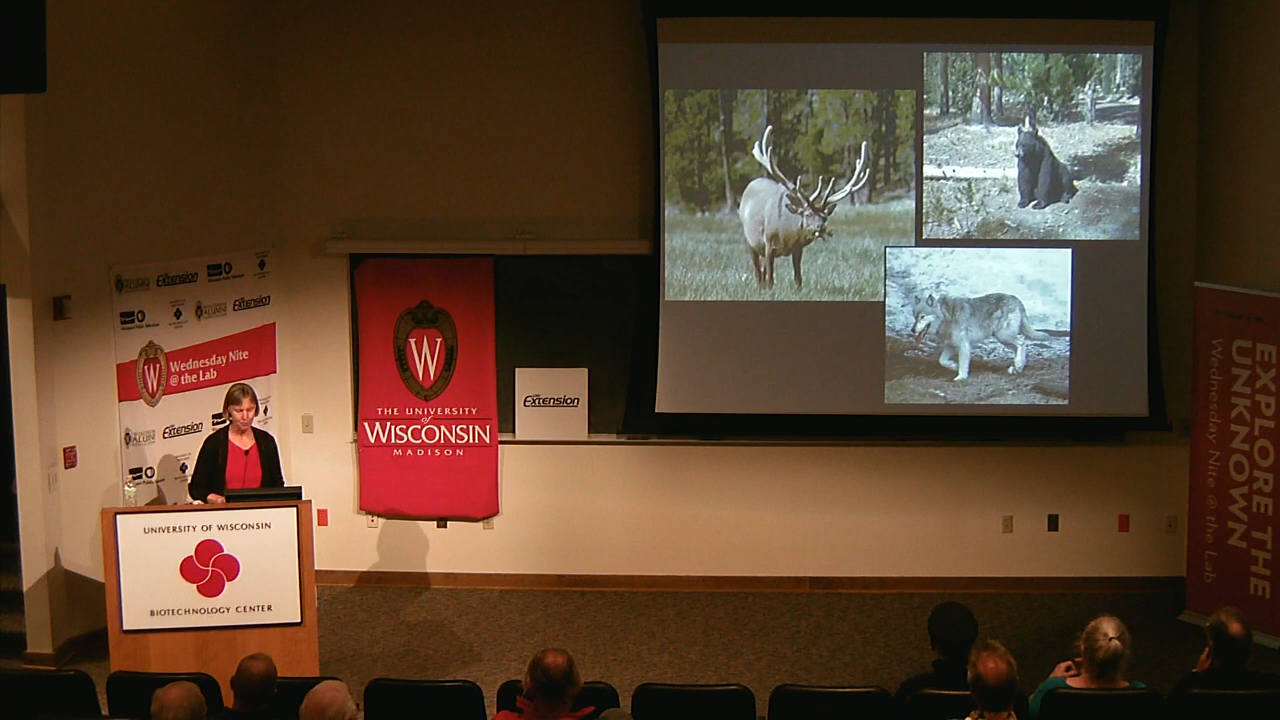 Extension
Extension
Wednesday Nite
@ the Lab
Extension
W
THE UNIVERSITY
of
WISCONSIN
MADISON
Extension
UNIVERSITY OF WISCONSIN
BIOTECHNOLOGY CENTER
EXPLORE THE
UNKNOWN
Wednesday Nite @ the Lab